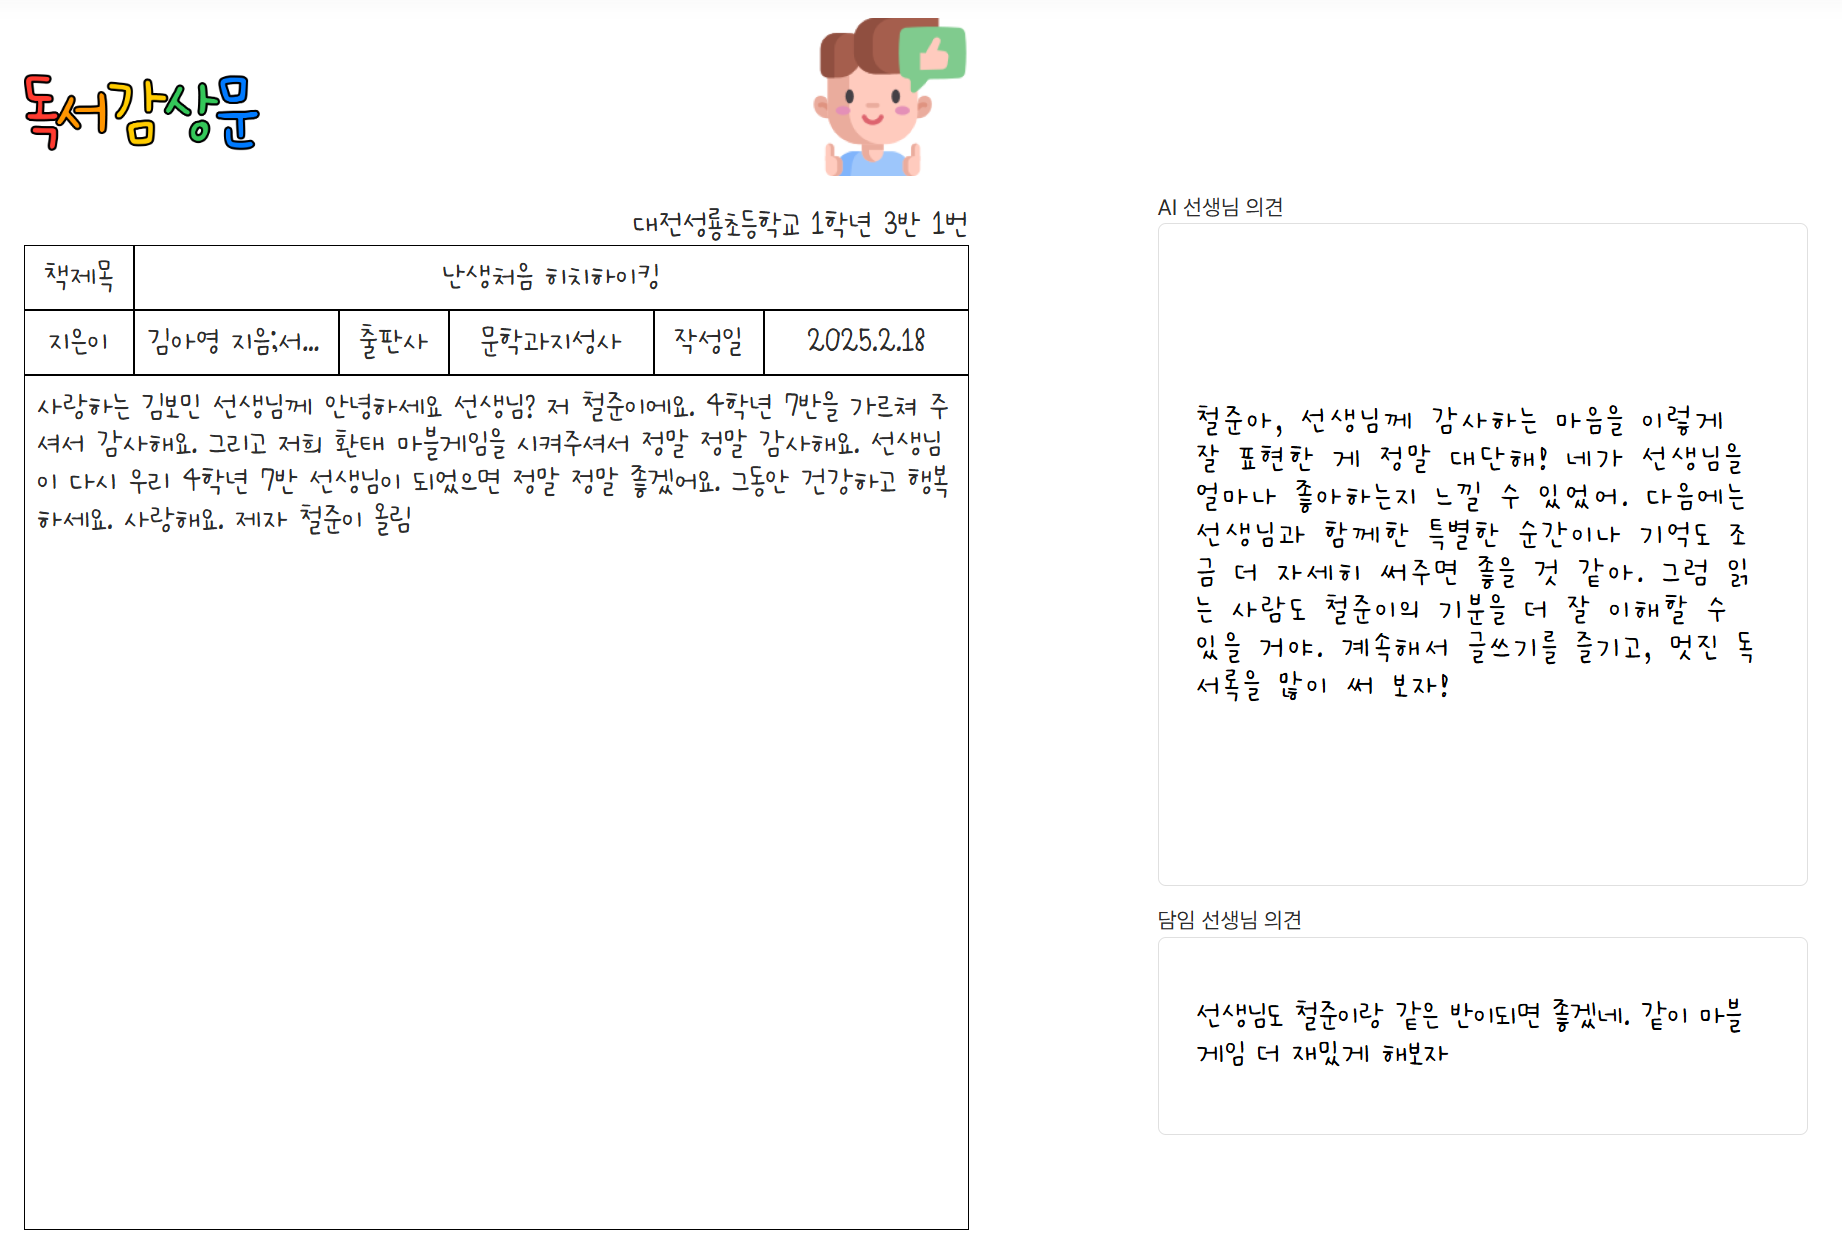 독서감상문
대전성룡초등학교 1학년 3반 1번
책제목 난생처음 히치하이킹
지은이 김아영 지음;서... 출판사 문학과지성사 작성일 2025.2.18
사랑하는 김보민 선생님께 안녕하세요 선생님? 저 철준이에요. 4학년 7반을 가르쳐 주
셔서 감사해요. 그리고 저희 환태 마블게임을 시켜주셔서 정말 정말 감사해요. 선생님
이 다시 우리 4학년 7반 선생님이 되었으면 정말 정말 좋겠어요. 그동안 건강하고 행복
하세요. 사랑해요. 제자 철준이 올림
AI 선생님 의견
철준아, 선생님께 감사하는 마음을 이렇게
잘 표현한 게 정말 대단해! 네가 선생님을
얼마나 좋아하는지 느낄 수 있었어. 다음에는
선생님과 함께한 특별한 순간이나 기억도 조
금 더 자세히 써주면 좋을 것 같아. 그럼 읽
는 사람도 철준이의 기분을 더 잘 이해할 수
있을 거야. 계속해서 글쓰기를 즐기고, 멋진 독
서록을 많이 써 보자!
담임 선생님 의견
선생님도 철준이랑 같은 반이되면 좋겠네. 같이 마블
게임 더 재밌게 해보자